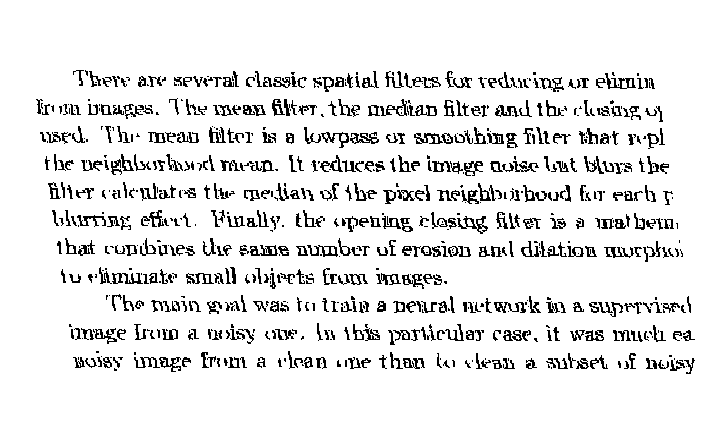 There are several classic spatial filters for reducing or elimin
from images. The mean filter, the median filter and the closing o
used. The mean filter is a lowpass or smoothing filter that repl
the neighborhood mean. It reduces the image noise but blurs the
filter calculates the median of the pixel neighborhood for each p
blurring effect. Finally, the opening closing filter is a mathem
that combines the same number of erosion and dilation morpho
to eliminate small objects from images.
The main goal was to train a neural network in a supervised
image from a noisy one. In this particular case, it was much ea
noisy image from a clean one than to clean a subset of noisy